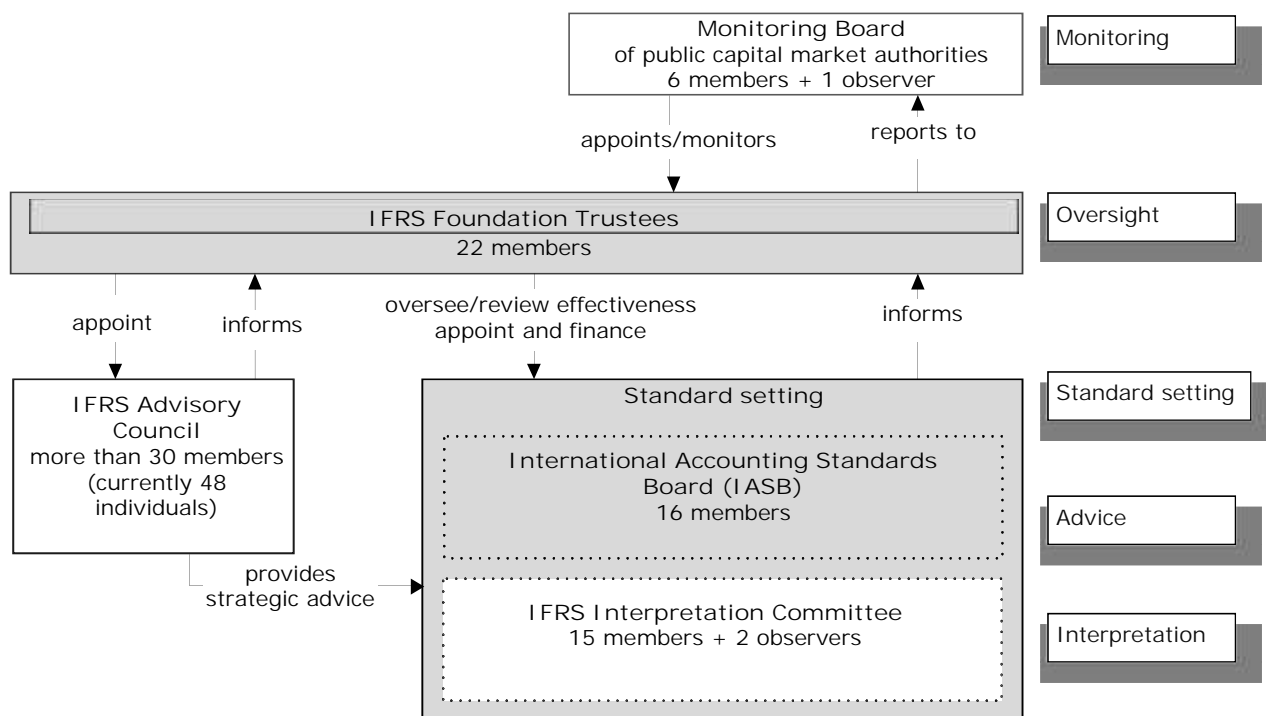 Monitoring Board
of public capital market authorities
6 members + 1 observer
Monitoring
appoints/monitors
reports to
IFRS Foundation Trustees
22 members
Oversight
appoint
informs
oversee/review effectiveness
appoint and finance
informs
IFRS Advisory
Council
more than 30 members
(currently 48
individuals)
Standard setting
Standard setting
International Accounting Standards
Board (IASB)
16 members
Advice
provides
strategic advice
IFRS Interpretation Committee
15 members + 2 observers
Interpretation